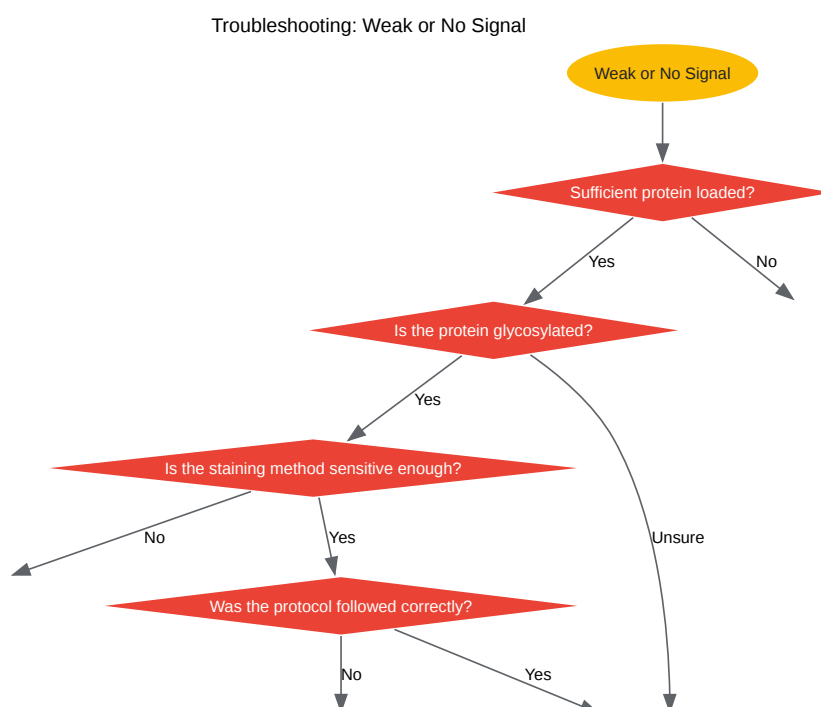 Troubleshooting: Weak or No Signal
Weak or No Signal
Sufficient protein loaded?
Yes
No
Is the protein glycosylated?
Yes
Is the staining method sensitive enough?
No
Yes
Unsure
Was the protocol followed correctly?
No
Yes